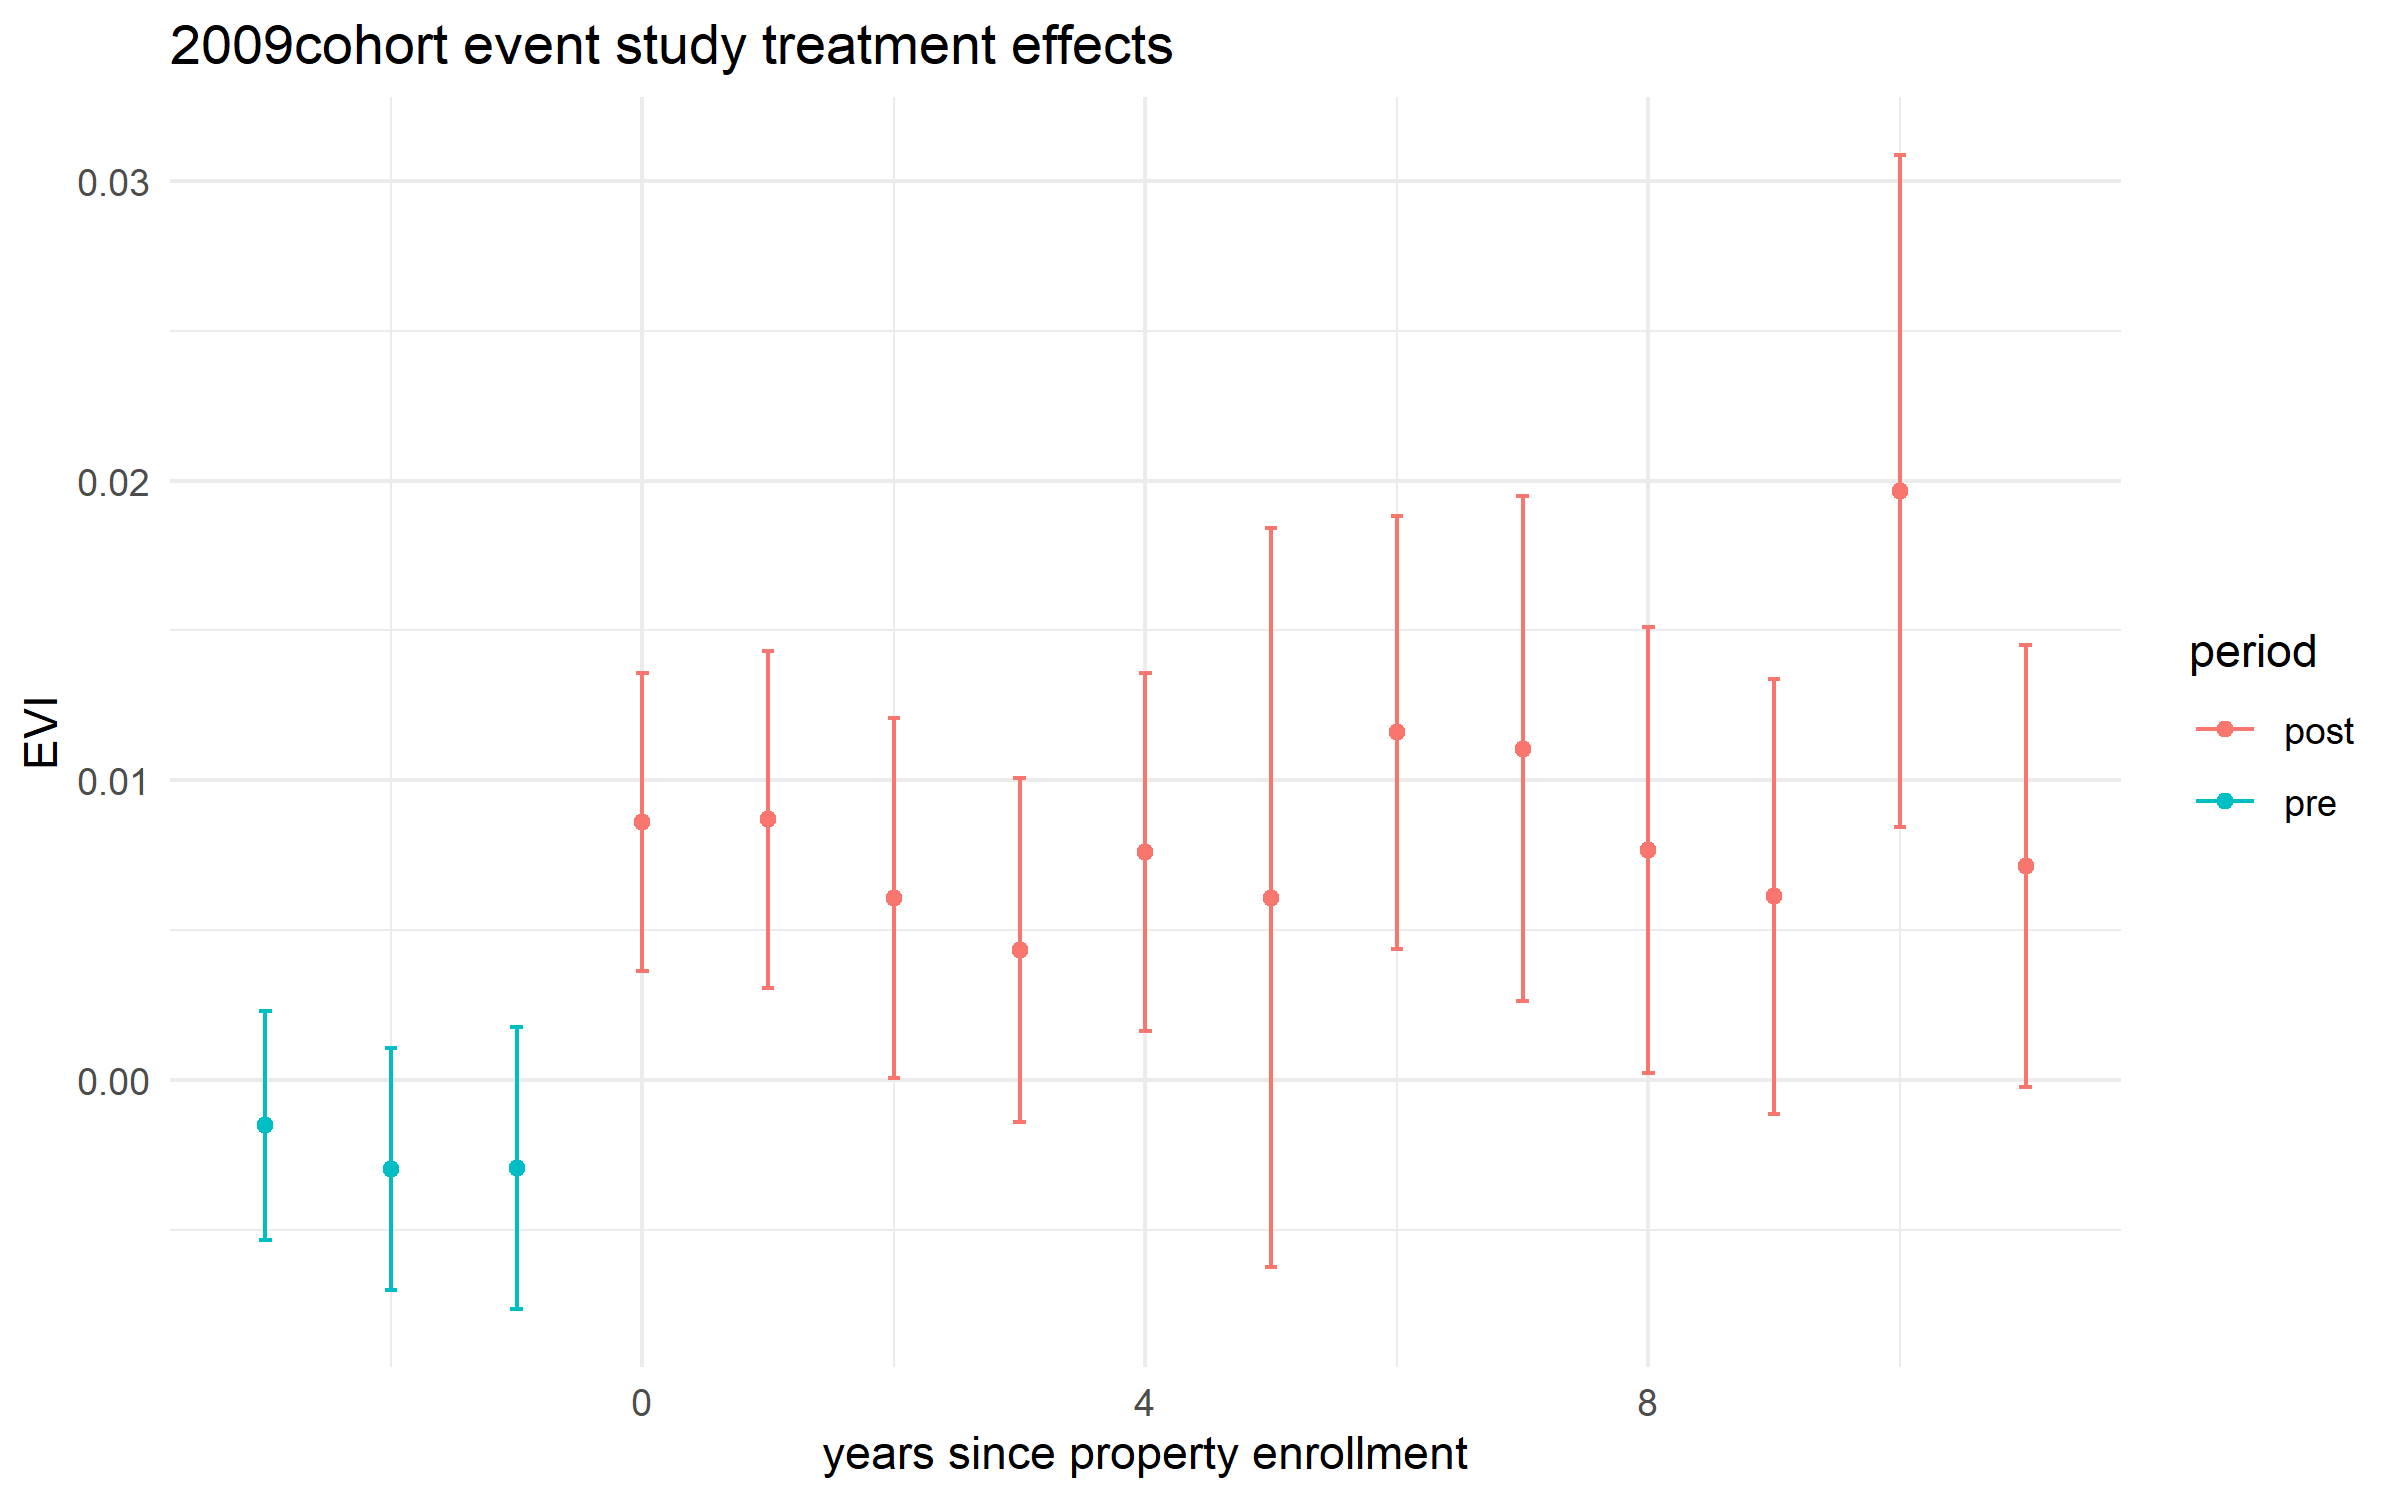 2009cohort event study treatment effects
0.03
0.02
0.01
0.00
EVI
0 4 8
years since property enrollment
period
post
pre